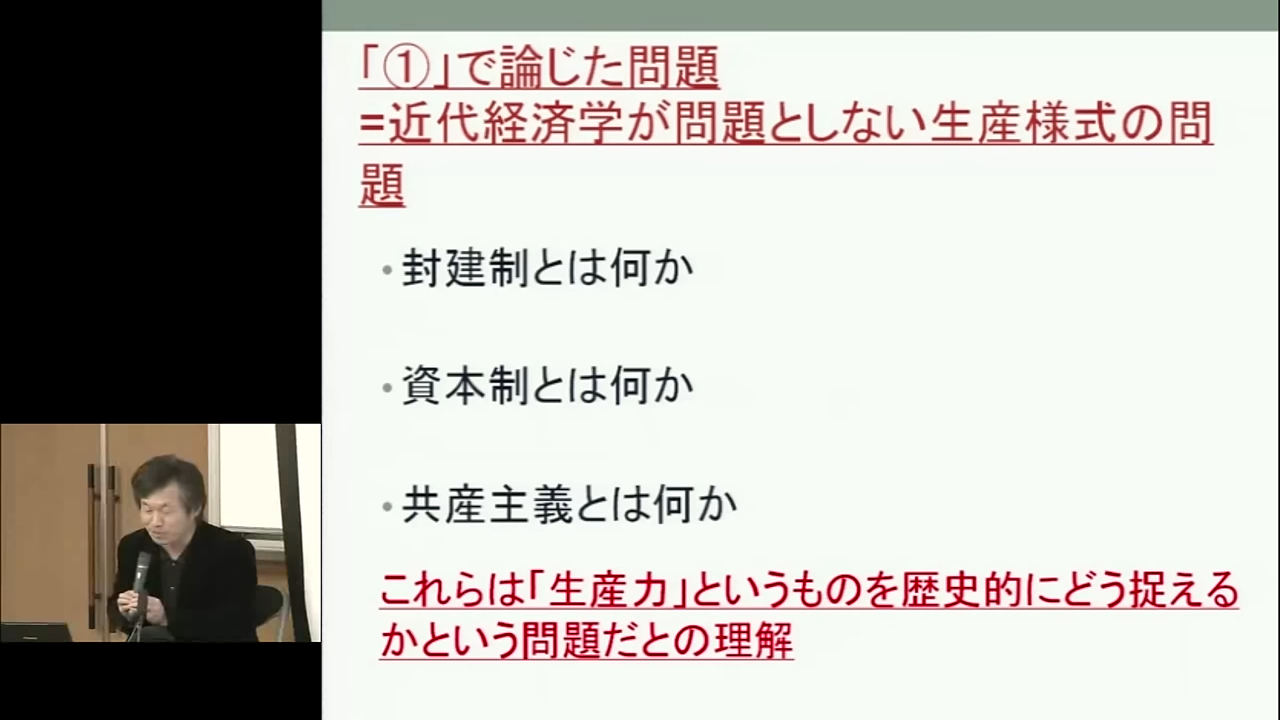 「①」で論じた問題
=近代経済学が問題としない生産様式の問
題
•封建制とは何か
•資本制とは何か
•共産主義とは何か
これらは「生産力」というものを歴史的にどう捉える
かという問題だとの理解